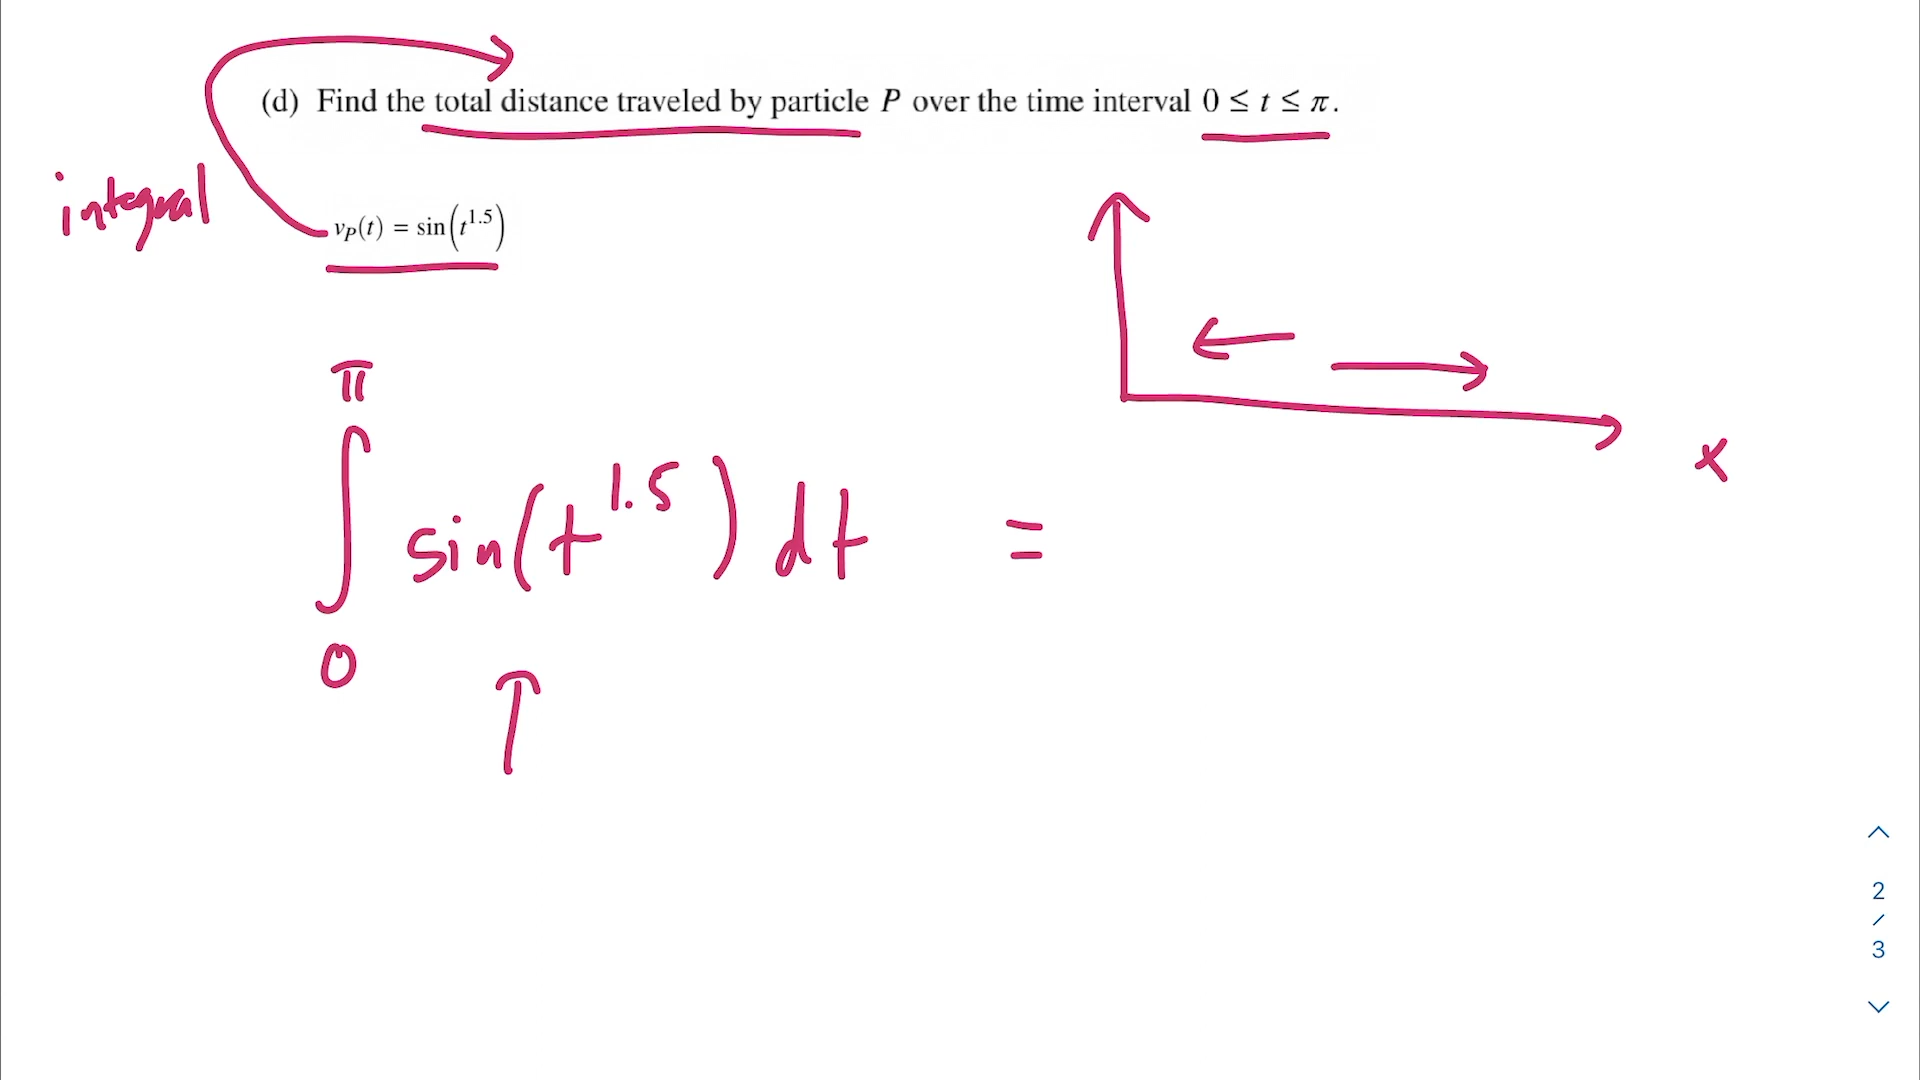 (d) Find the total distance traveled by particle P over the time interval 0 ≤ t ≤ π.
integral
v_P(t) = sin(t^1.5)
∫_0^π sin(t^1.5) dt =
x
2
/
3